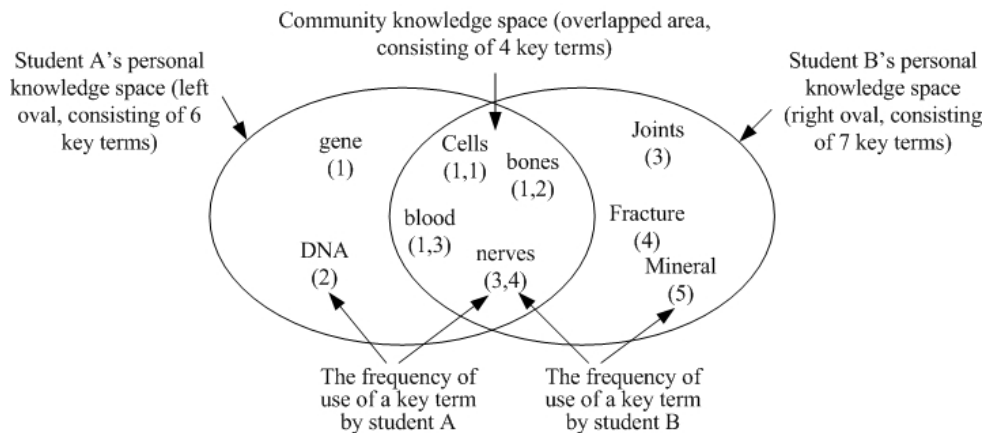 Community knowledge space (overlapped area,
consisting of 4 key terms)
Student A's personal
knowledge space (left
oval, consisting of 6
key terms)
Student B's personal
knowledge space
(right oval, consisting
of 7 key terms)
gene
(1)
Cells
(1,1)
bones
(1,2)
Joints
(3)
blood
(1,3)
Fracture
(4)
DNA
(2)
nerves
(3,4)
Mineral
(5)
The frequency of
use of a key term
by student A
The frequency of
use of a key term
by student B